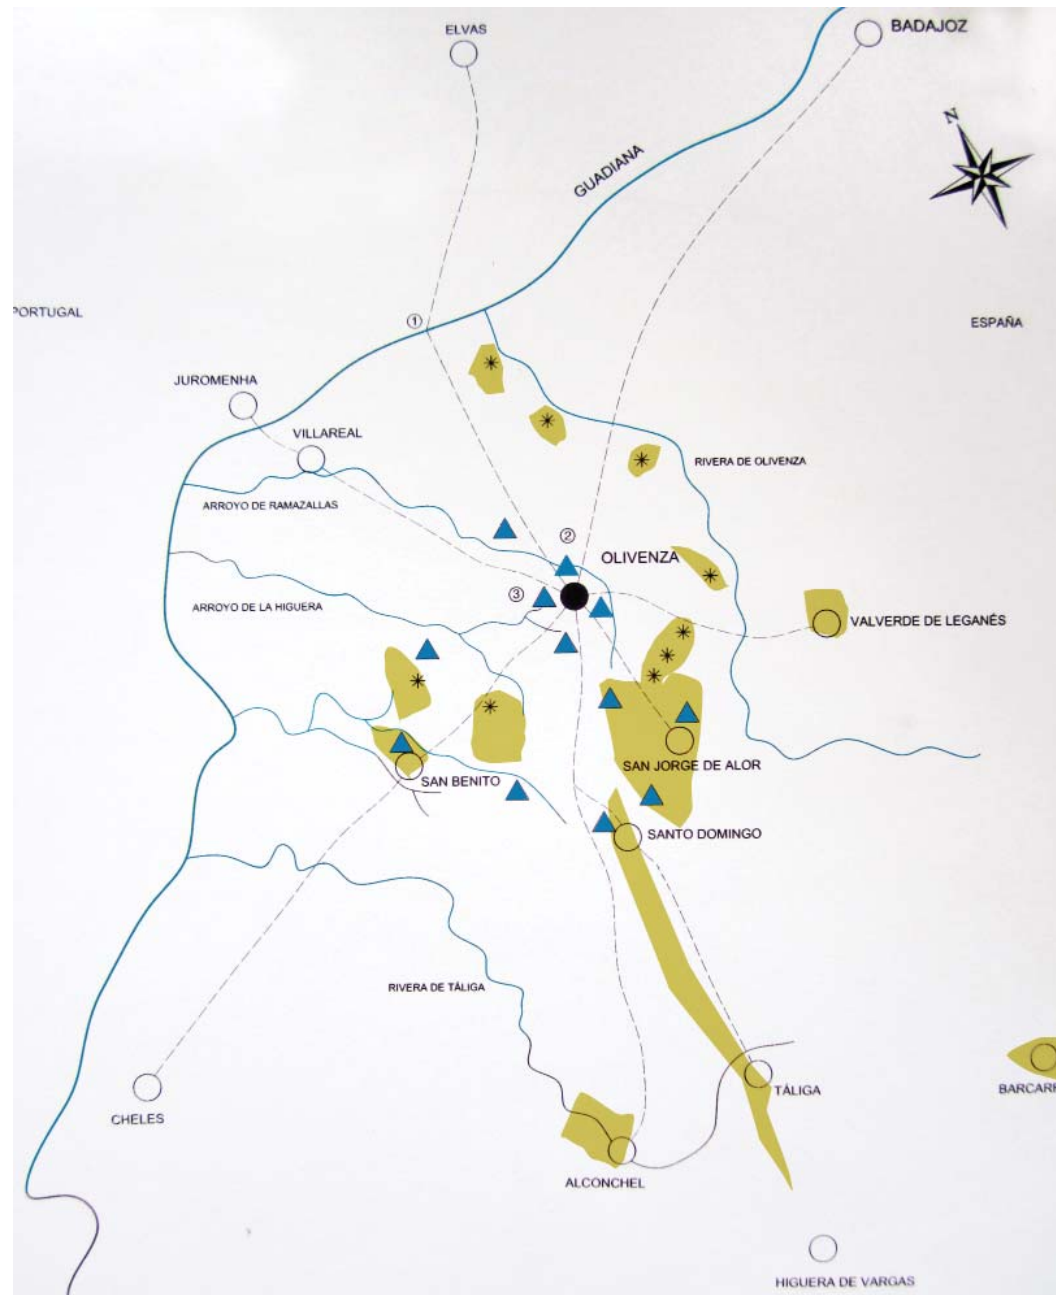 ELVAS
BADAJOZ
N
GUADIANA
PORTUGAL
ESPAÑA
①
JUROMENHA
VILLAREAL
RIVERA DE OLIVENZA
ARROYO DE RAMAZALLAS
②
OLIVENZA
③
ARROYO DE LA HIGUERA
VALVERDE DE LEGANÉS
SAN JORGE DE ALOR
SAN BENITO
SANTO DOMINGO
RIVERA DE TÁLIGA
TÁLIGA
BARCARR
CHELES
ALCONCHEL
HIGUERA DE VARGAS